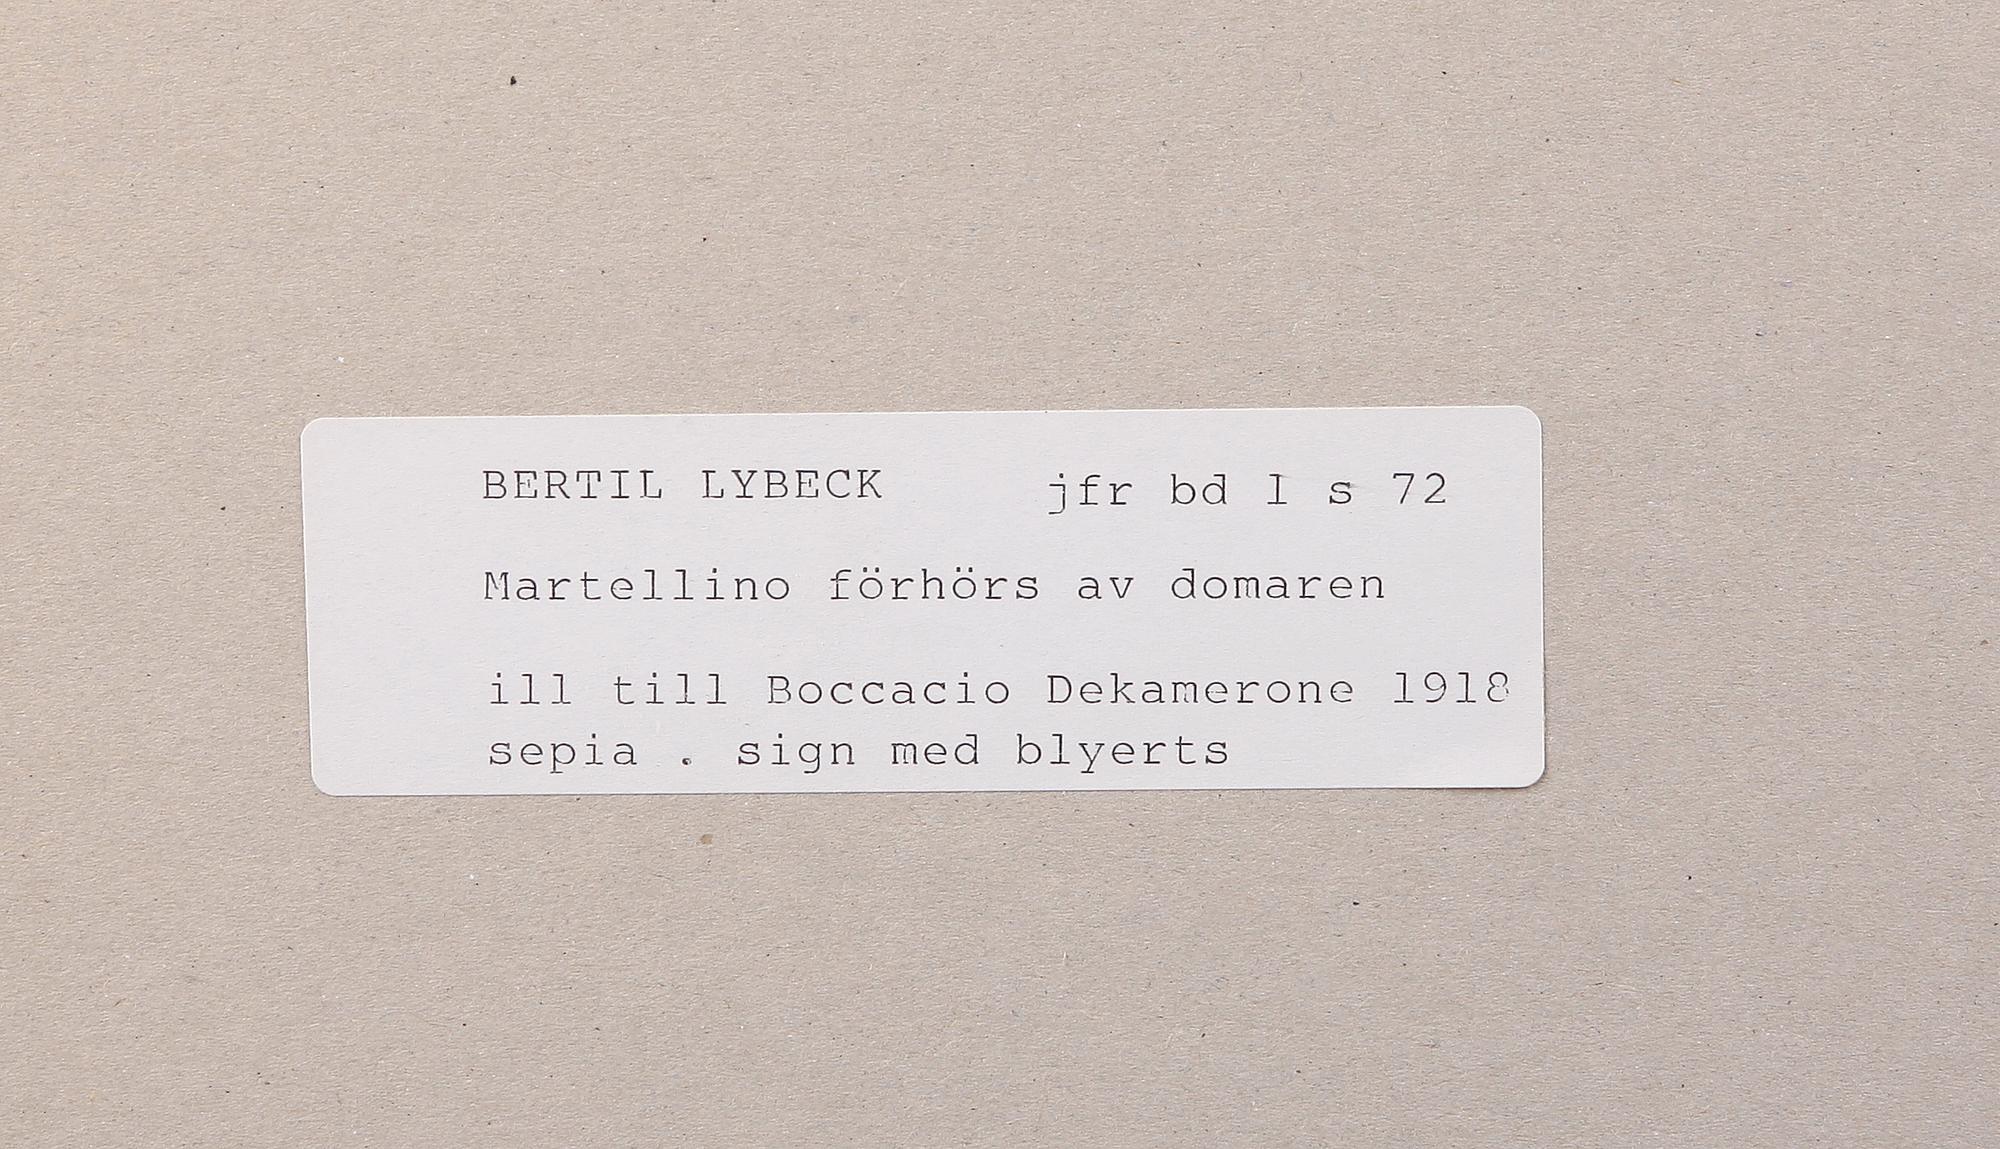 BERTIL LYBECK jfr bd 1 s 72
Martellino förhörs av domaren
ill till Boccacio Dekamerone 1918
sepia . sign med blyerts